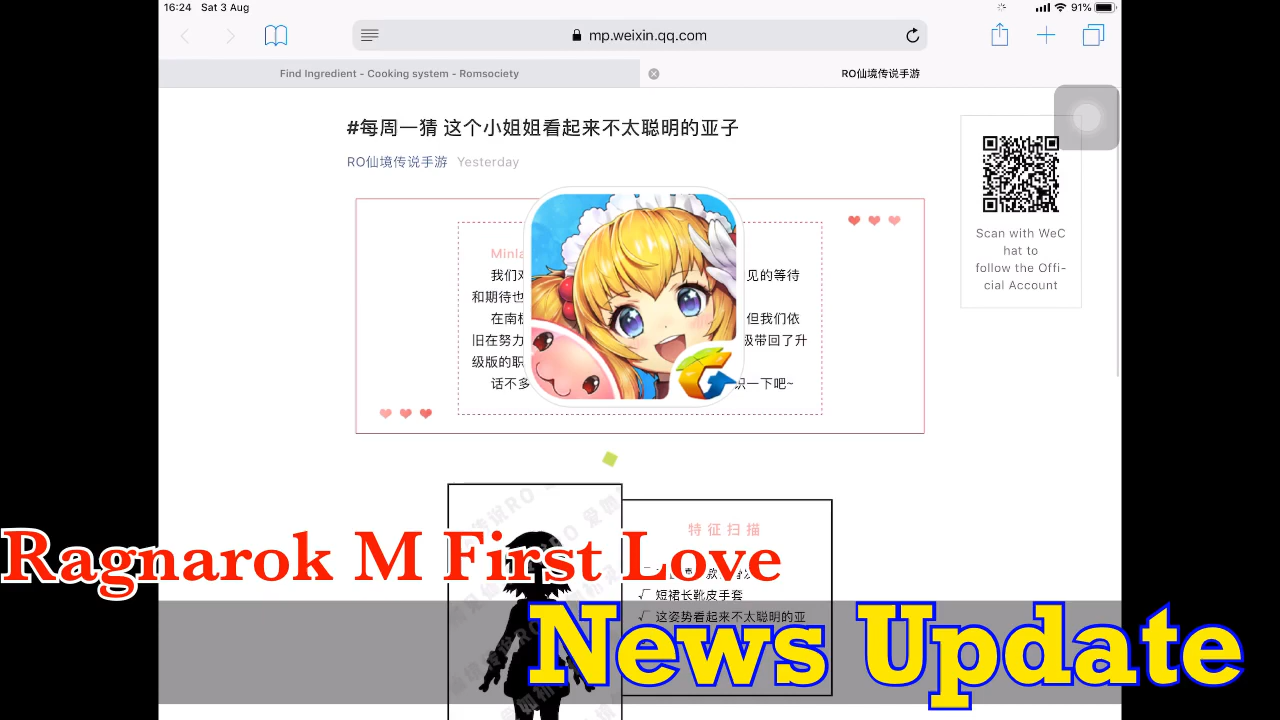 16:24 Sat 3 Aug
91%
mp.weixin.qq.com
Find Ingredient - Cooking system - Romsociety
RO仙境传说手游
#每周一猜 这个小姐姐看起来不太聪明的亚子
RO仙境传说手游 Yesterday
我们对 见的等待
和期待也
在南极 但我们依
旧在努力 级带回了升
级版的职
话不多 识一下吧~
Scan with WeC
hat to
follow the Offi-
cial Account
特征扫描
√ 短裙长靴皮手套
√ 这姿势看起来不太聪明的亚
Ragnarok M First Love
News Update